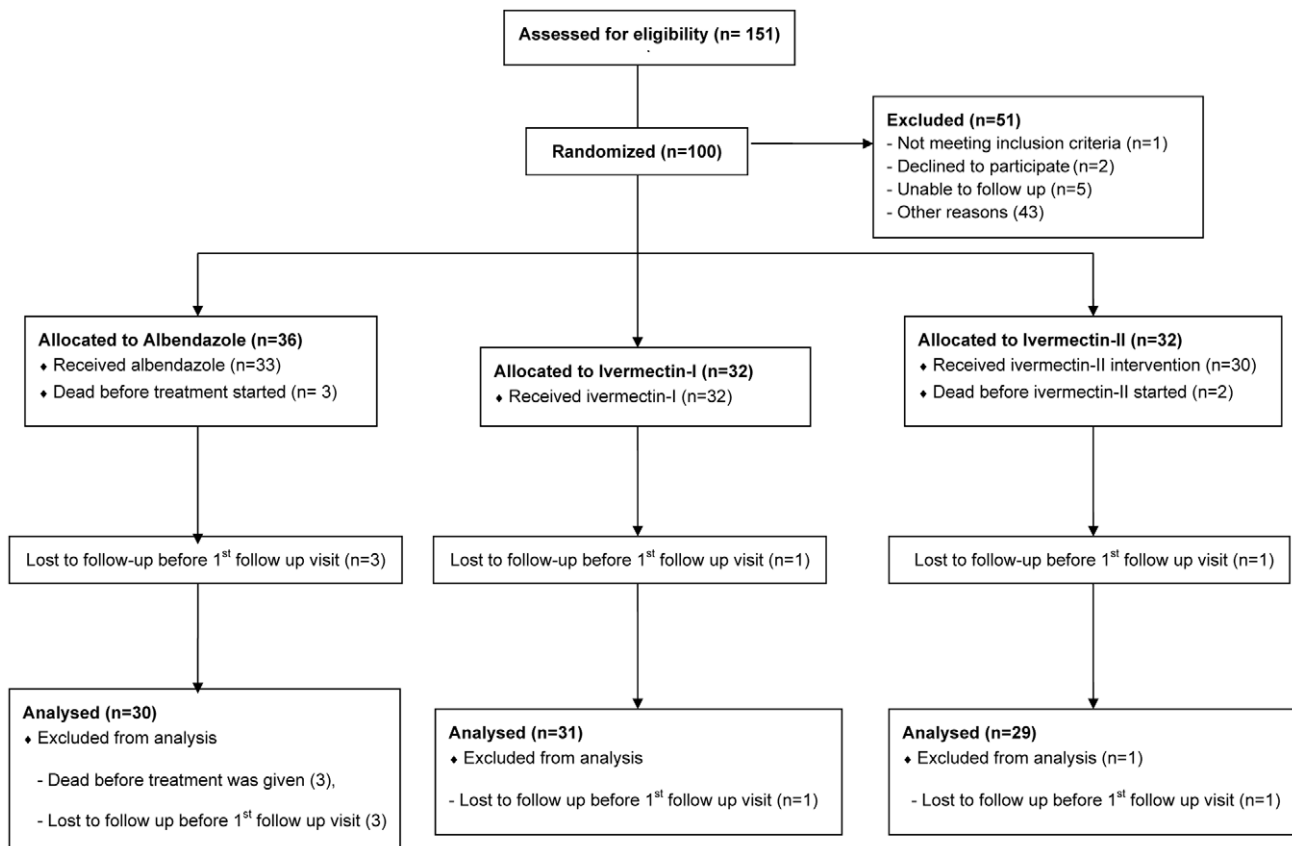 Assessed for eligibility (n= 151)
Excluded (n=51)
- Not meeting inclusion criteria (n=1)
- Declined to participate (n=2)
- Unable to follow up (n=5)
- Other reasons (43)
Randomized (n=100)
Allocated to Albendazole (n=36)
♦ Received albendazole (n=33)
♦ Dead before treatment started (n= 3)
Allocated to Ivermectin-I (n=32)
♦ Received ivermectin-I (n=32)
Allocated to Ivermectin-II (n=32)
♦ Received ivermectin-II intervention (n=30)
♦ Dead before ivermectin-II started (n=2)
Lost to follow-up before 1st follow up visit (n=3)
Lost to follow-up before 1st follow up visit (n=1)
Lost to follow-up before 1st follow up visit (n=1)
Analysed (n=30)
♦ Excluded from analysis
- Dead before treatment was given (3),
- Lost to follow up before 1st follow up visit (3)
Analysed (n=31)
♦ Excluded from analysis
- Lost to follow up before 1st follow up visit (n=1)
Analysed (n=29)
♦ Excluded from analysis (n=1)
- Lost to follow up before 1st follow up visit (n=1)